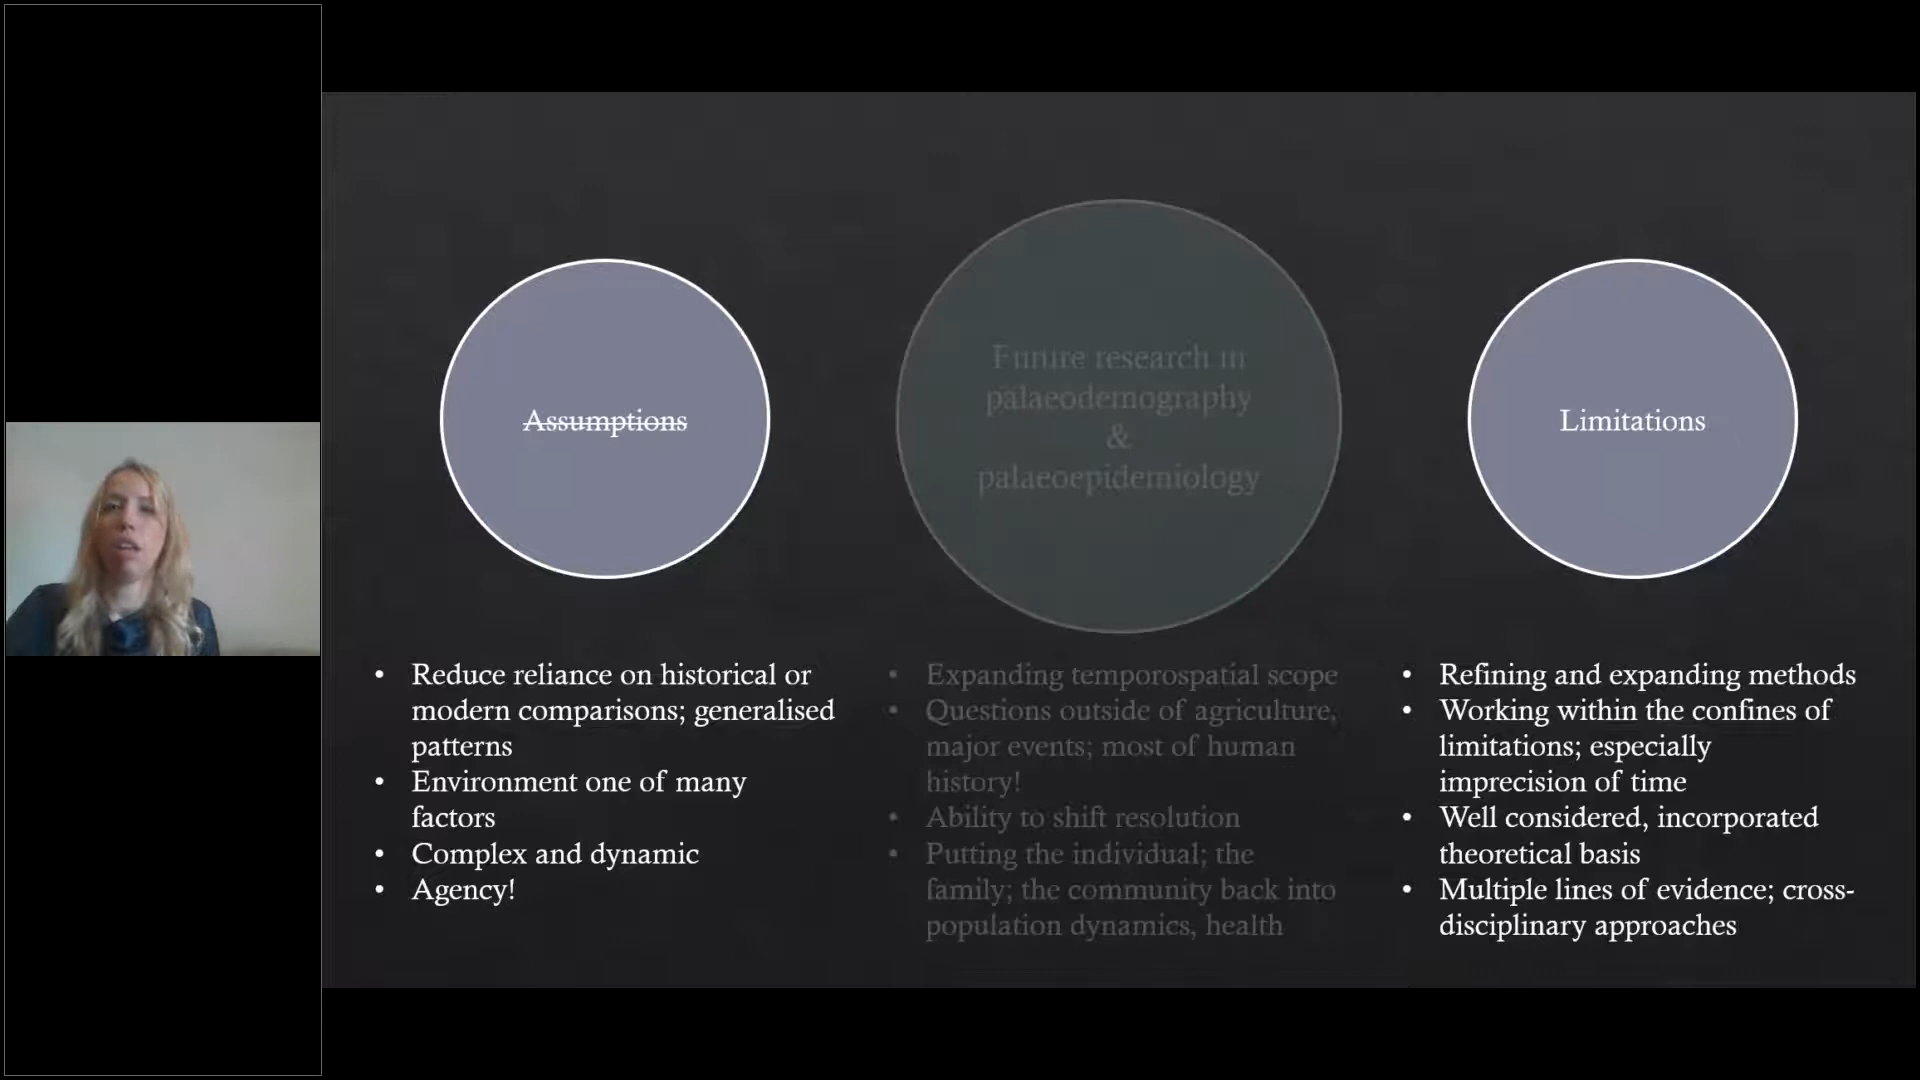 Assumptions
Future research in
palaeodemography
&
palaeoepidemiology
Limitations
• Reduce reliance on historical or
modern comparisons; generalised
patterns
• Environment one of many
factors
• Complex and dynamic
• Agency!
• Expanding temporospatial scope
• Questions outside of agriculture,
major events; most of human
history!
• Ability to shift resolution
• Putting the individual; the
family; the community back into
population dynamics, health
• Refining and expanding methods
• Working within the confines of
limitations; especially
imprecision of time
• Well considered, incorporated
theoretical basis
• Multiple lines of evidence; cross-
disciplinary approaches